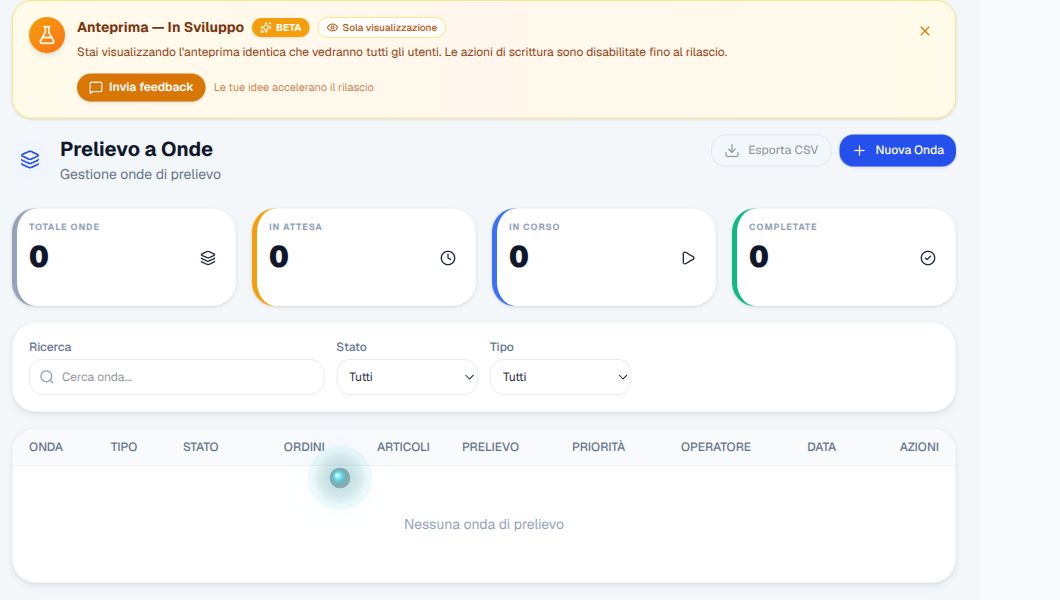 Anteprima — In Sviluppo BETA Sola visualizzazione
Stai visualizzando l'anteprima identica che vedranno tutti gli utenti. Le azioni di scrittura sono disabilitate fino al rilascio.
Invia feedback Le tue idee accelerano il rilascio
Prelievo a Onde
Gestione onde di prelievo
Esporta CSV Nuova Onda
TOTALE ONDE
0
IN ATTESA
0
IN CORSO
0
COMPLETATE
0
Ricerca Stato Tipo
Cerca onda... Tutti Tutti
ONDA TIPO STATO ORDINI ARTICOLI PRELIEVO PRIORITÀ OPERATORE DATA AZIONI
Nessuna onda di prelievo